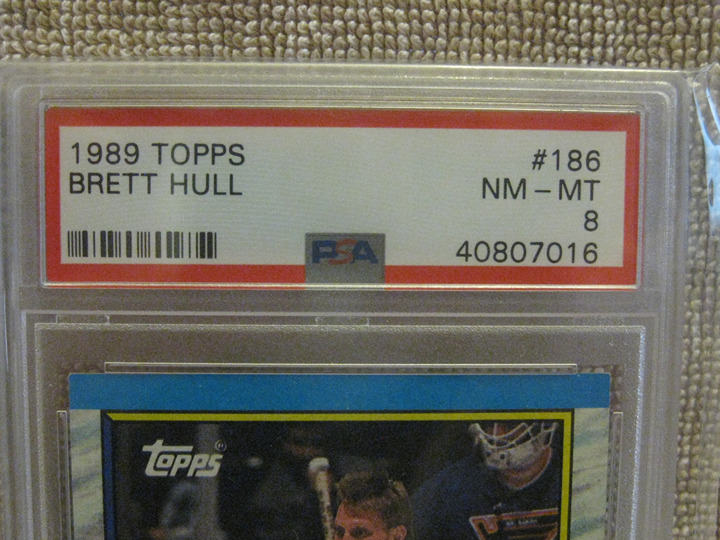 1989 TOPPS #186
BRETT HULL NM - MT
8
PSA 40807016
TOPPS